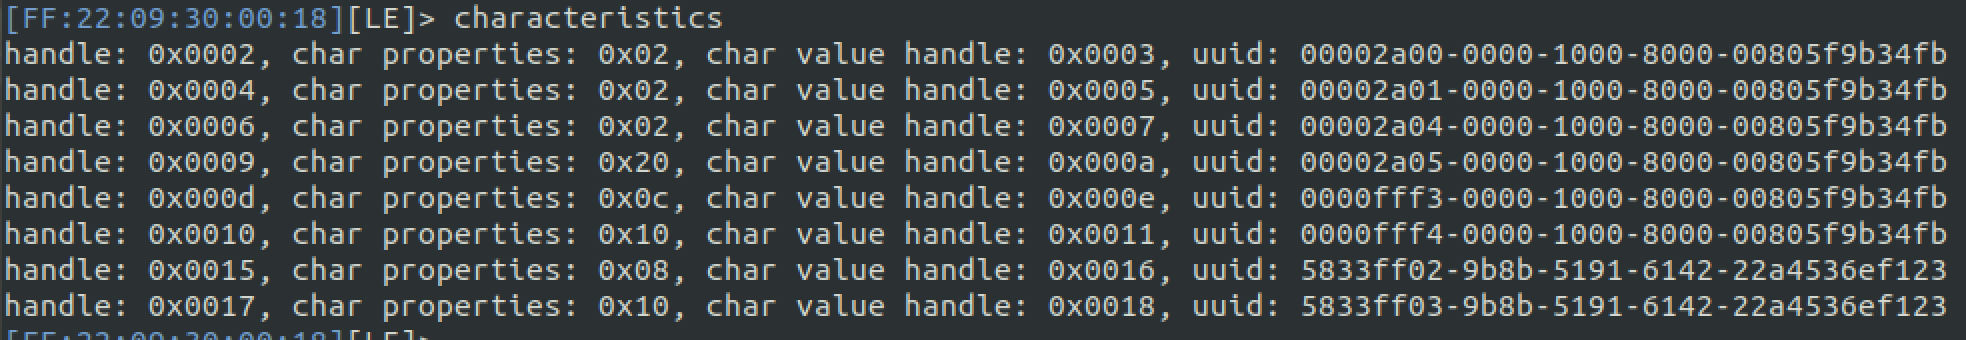 [FF:22:09:30:00:18][LE]> characteristics
handle: 0x0002, char properties: 0x02, char value handle: 0x0003, uuid: 00002a00-0000-1000-8000-00805f9b34fb
handle: 0x0004, char properties: 0x02, char value handle: 0x0005, uuid: 00002a01-0000-1000-8000-00805f9b34fb
handle: 0x0006, char properties: 0x02, char value handle: 0x0007, uuid: 00002a04-0000-1000-8000-00805f9b34fb
handle: 0x0009, char properties: 0x20, char value handle: 0x000a, uuid: 00002a05-0000-1000-8000-00805f9b34fb
handle: 0x000d, char properties: 0x0c, char value handle: 0x000e, uuid: 0000fff3-0000-1000-8000-00805f9b34fb
handle: 0x0010, char properties: 0x10, char value handle: 0x0011, uuid: 0000fff4-0000-1000-8000-00805f9b34fb
handle: 0x0015, char properties: 0x08, char value handle: 0x0016, uuid: 5833ff02-9b8b-5191-6142-22a4536ef123
handle: 0x0017, char properties: 0x10, char value handle: 0x0018, uuid: 5833ff03-9b8b-5191-6142-22a4536ef123
[FF:22:09:30:00:18][LE]>